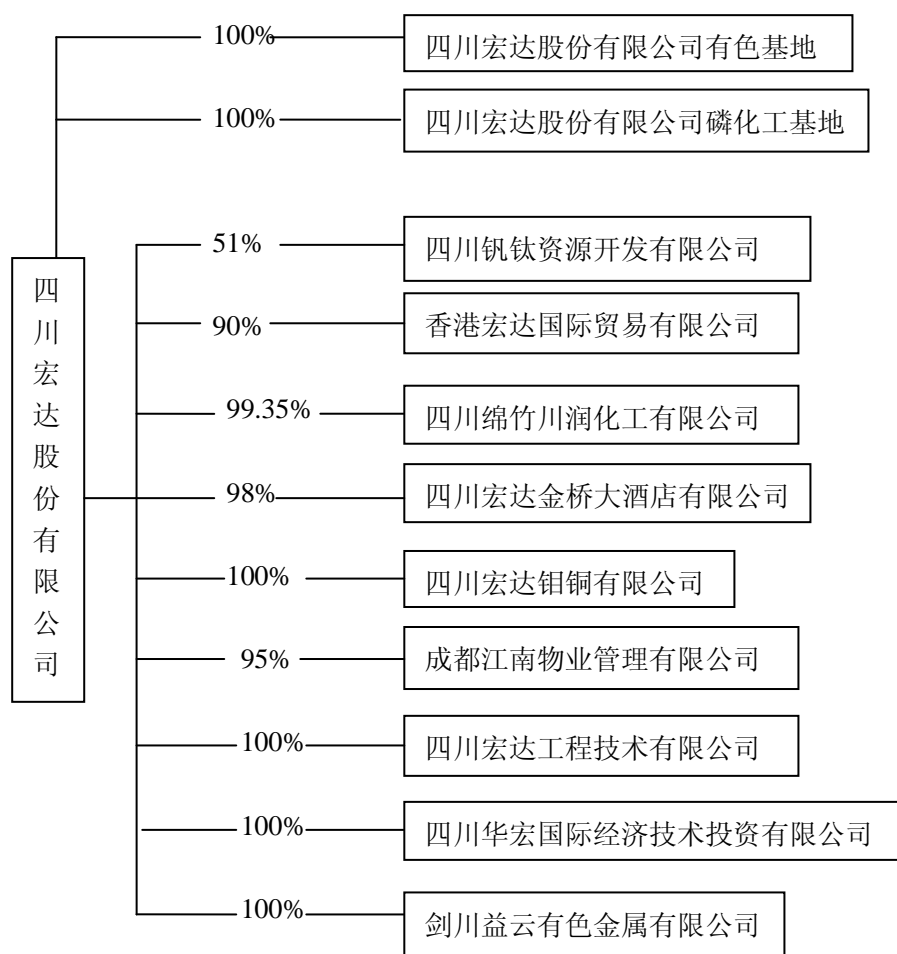 100%
四川宏达股份有限公司有色基地
100%
四川宏达股份有限公司磷化工基地
四川宏达股份有限公司
51%
四川钒钛资源开发有限公司
90%
香港宏达国际贸易有限公司
99.35%
四川绵竹川润化工有限公司
98%
四川宏达金桥大酒店有限公司
100%
四川宏达钼铜有限公司
95%
成都江南物业管理有限公司
100%
四川宏达工程技术有限公司
100%
四川华宏国际经济技术投资有限公司
100%
剑川益云有色金属有限公司